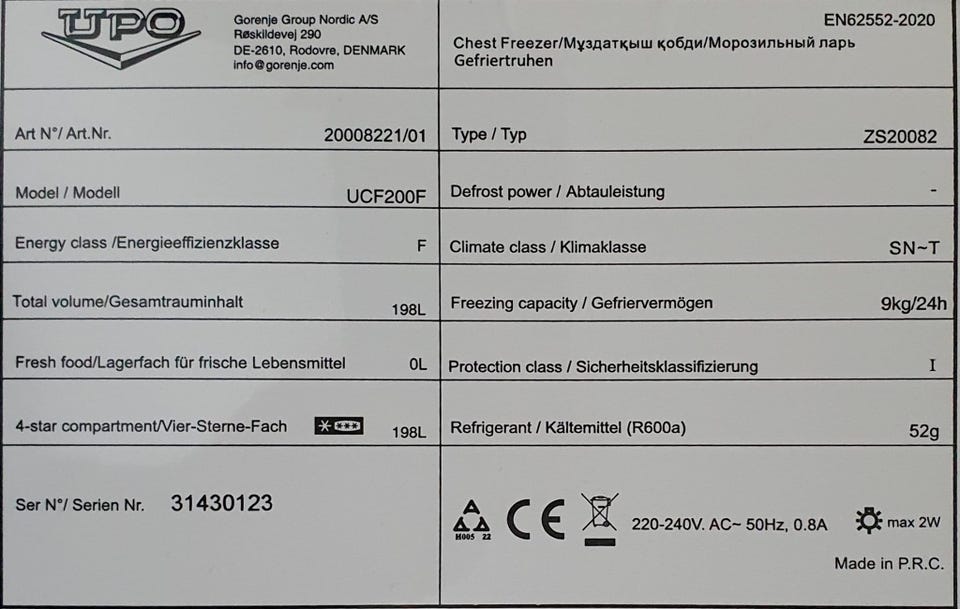 UPO
Gorenje Group Nordic A/S
Røskildevej 290
DE-2610, Rodovre, DENMARK
info@gorenje.com
EN62552-2020
Chest Freezer/Мұздатқыш қобди/Морозильный ларь
Gefriertruhen
Art N°/ Art.Nr. 20008221/01
Type / Typ ZS20082
Model / Modell UCF200F
Defrost power / Abtauleistung -
Energy class /Energieeffizienzklasse F
Climate class / Klimaklasse SN~T
Total volume/Gesamtrauminhalt 198L
Freezing capacity / Gefriervermögen 9kg/24h
Fresh food/Lagerfach für frische Lebensmittel 0L
Protection class / Sicherheitsklassifizierung I
4-star compartment/Vier-Sterne-Fach 198L
Refrigerant / Kältemittel (R600a) 52g
Ser N°/ Serien Nr. 31430123
H005 22
CE
220-240V. AC~ 50Hz, 0.8A
max 2W
Made in P.R.C.